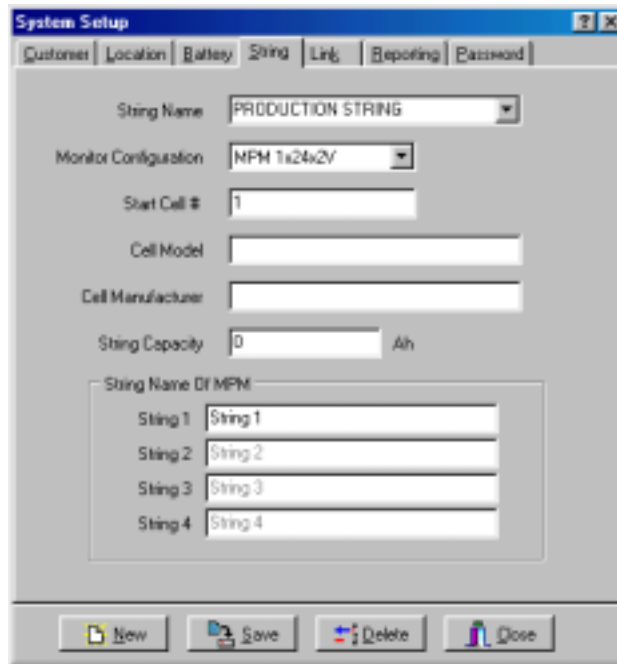 System Setup
Customer Location Battery String Link Reporting Password
String Name PRODUCTION STRING
Monitor Configuration MPM 1x24x2V
Start Cell # 1
Cell Model
Cell Manufacturer
String Capacity 0 Ah
String Name Of MPM
String 1 String 1
String 2 String 2
String 3 String 3
String 4 String 4
New Save Delete Close